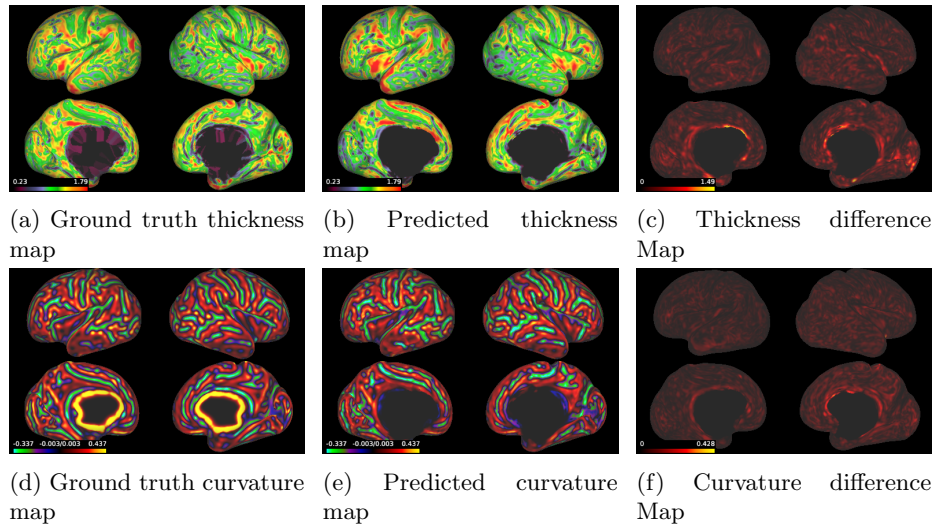 0.23 1.79
0.23 1.79
0 1.49
(a) Ground truth thickness map
(b) Predicted thickness map
(c) Thickness difference Map
-0.337 -0.003/0.003 0.437
-0.337 -0.003/0.003 0.437
0 0.428
(d) Ground truth curvature map
(e) Predicted curvature map
(f) Curvature difference Map